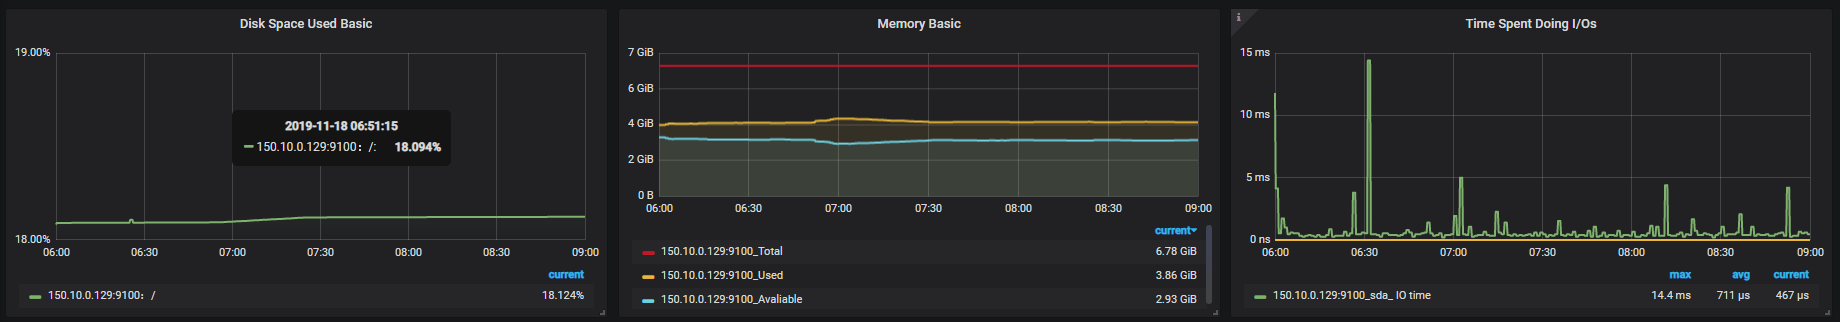 Disk Space Used Basic
19.00%
18.00%
2019-11-18 06:51:15
150.10.0.129:9100：/: 18.094%
06:00 06:30 07:00 07:30 08:00 08:30 09:00
current
150.10.0.129:9100：/ 18.124%
Memory Basic
7 GiB
6 GiB
4 GiB
2 GiB
0 B
06:00 06:30 07:00 07:30 08:00 08:30 09:00
current
150.10.0.129:9100_Total 6.78 GiB
150.10.0.129:9100_Used 3.86 GiB
150.10.0.129:9100_Avaliable 2.93 GiB
i
Time Spent Doing I/Os
15 ms
10 ms
5 ms
0 ns
06:00 06:30 07:00 07:30 08:00 08:30 09:00
max avg current
150.10.0.129:9100_sda_ IO time 14.4 ms 711 µs 467 µs